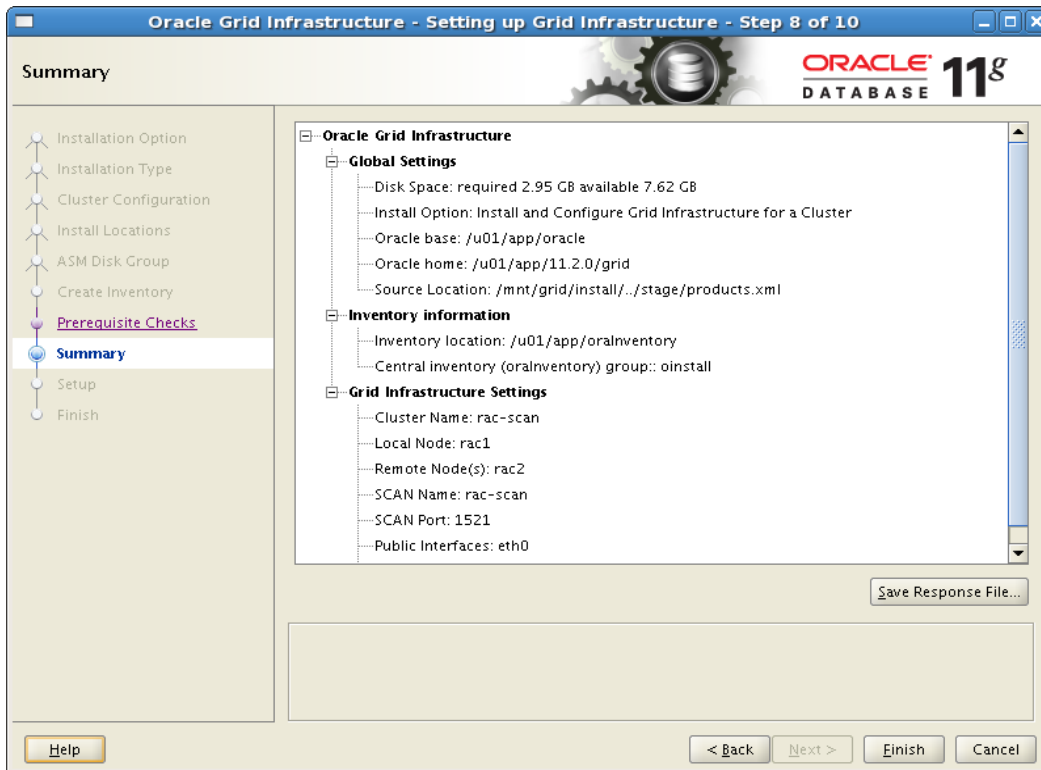 Oracle Grid Infrastructure - Setting up Grid Infrastructure - Step 8 of 10
Summary
ORACLE
DATABASE
11g
Installation Option
Installation Type
Cluster Configuration
Install Locations
ASM Disk Group
Create Inventory
Prerequisite Checks
Summary
Setup
Finish
Oracle Grid Infrastructure
Global Settings
Disk Space: required 2.95 GB available 7.62 GB
Install Option: Install and Configure Grid Infrastructure for a Cluster
Oracle base: /u01/app/oracle
Oracle home: /u01/app/11.2.0/grid
Source Location: /mnt/grid/install/../stage/products.xml
Inventory information
Inventory location: /u01/app/oraInventory
Central inventory (oraInventory) group:: oinstall
Grid Infrastructure Settings
Cluster Name: rac-scan
Local Node: rac1
Remote Node(s): rac2
SCAN Name: rac-scan
SCAN Port: 1521
Public Interfaces: eth0
Save Response File...
Help
< Back
Next >
Finish
Cancel